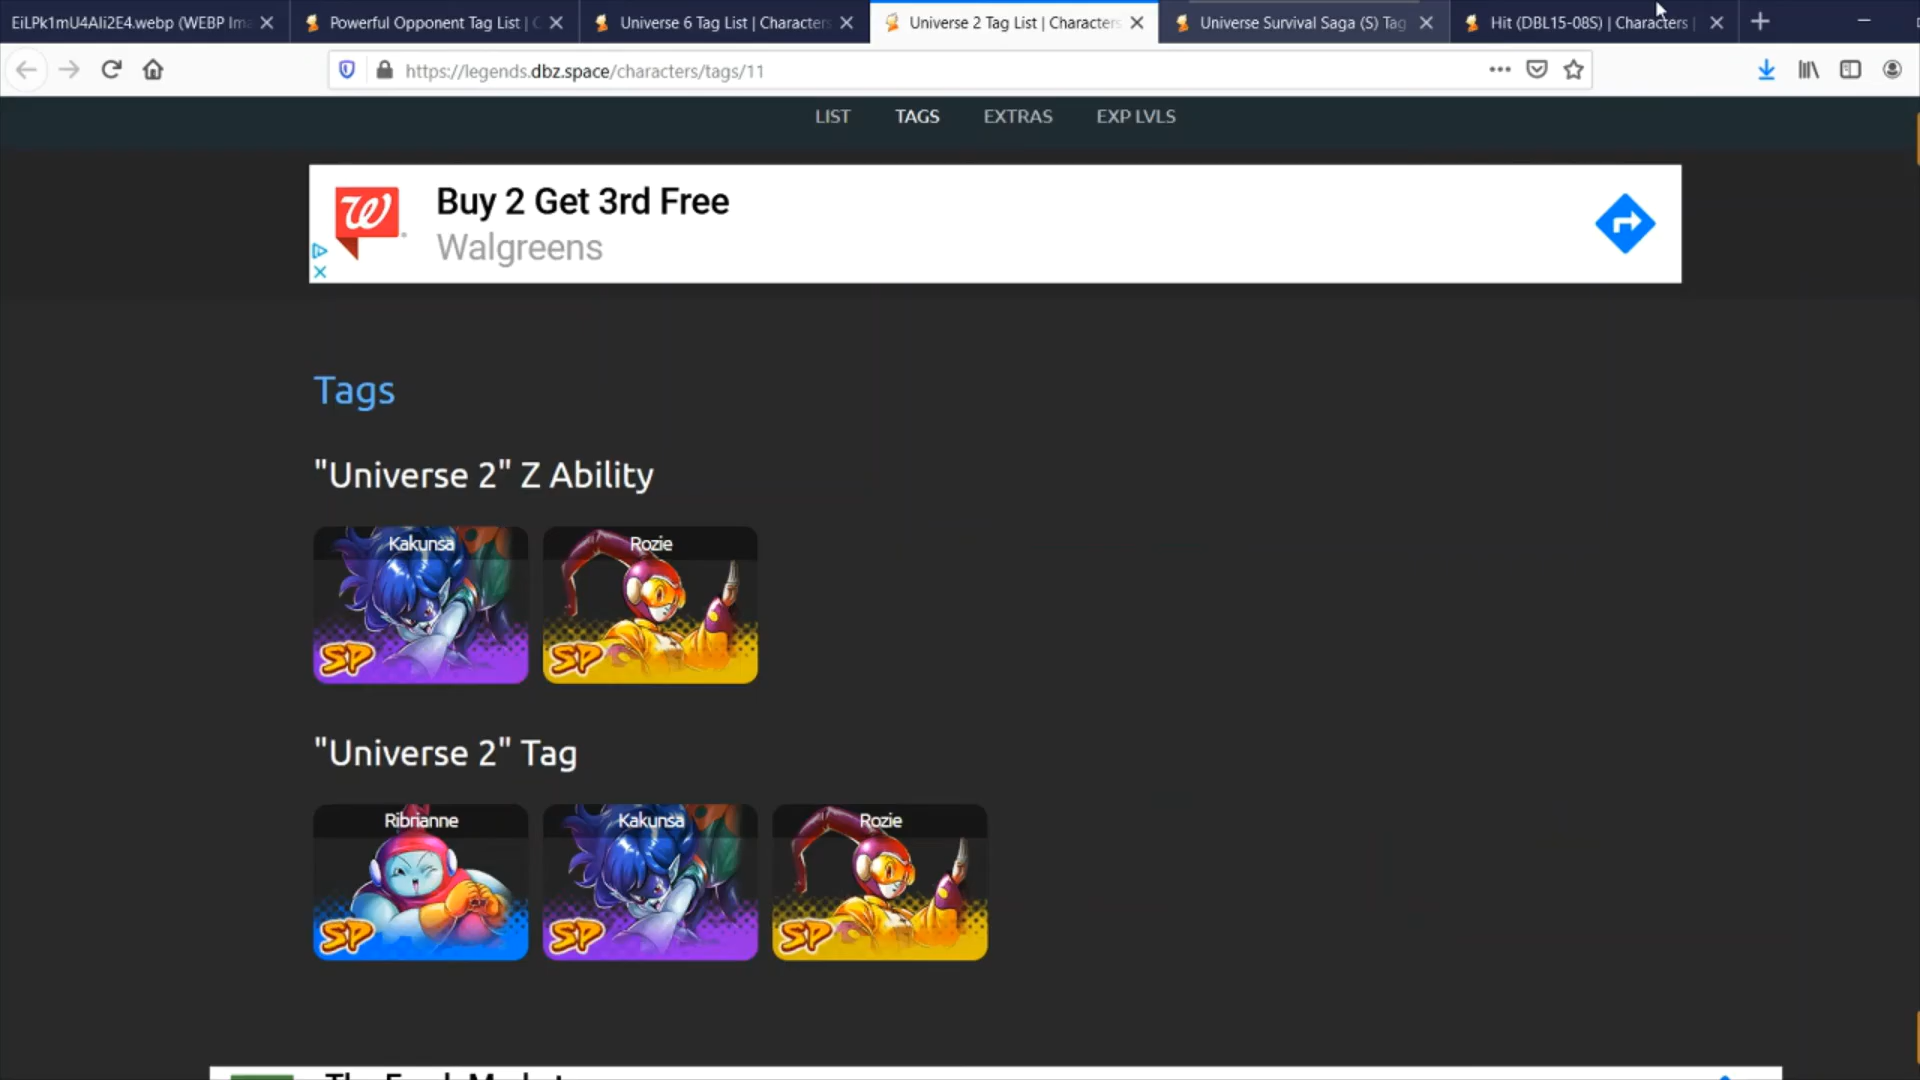 EiLPk1mU4AIi2E4.webp (WEBP Im
Powerful Opponent Tag List |
Universe 6 Tag List | Characters
Universe 2 Tag List | Characters
Universe Survival Saga (S) Tag
Hit (DBL15-08S) | Characters |
https://legends.dbz.space/characters/tags/11
LIST TAGS EXTRAS EXP LVLS
Buy 2 Get 3rd Free
Walgreens
Tags
"Universe 2" Z Ability
Kakunsa
SP
Rozie
SP
"Universe 2" Tag
Ribrianne
SP
Kakunsa
SP
Rozie
SP